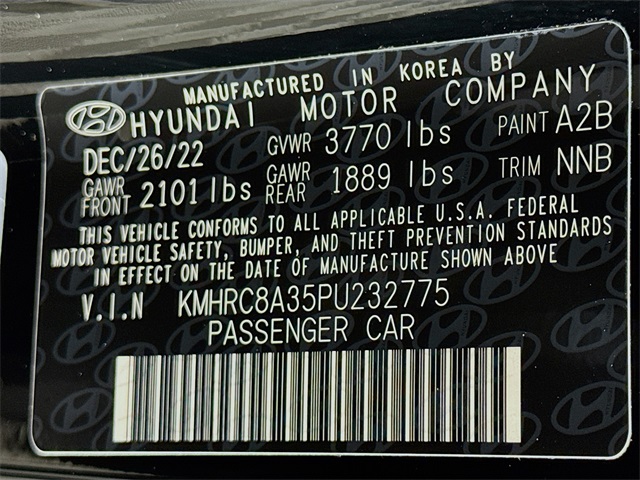 MANUFACTURED IN KOREA BY
HYUNDAI MOTOR COMPANY
DEC/26/22 GVWR 3770 lbs PAINT A2B
GAWR FRONT 2101 lbs GAWR REAR 1889 lbs TRIM NNB
THIS VEHICLE CONFORMS TO ALL APPLICABLE U.S.A. FEDERAL
MOTOR VEHICLE SAFETY, BUMPER, AND THEFT PREVENTION STANDARDS
IN EFFECT ON THE DATE OF MANUFACTURE SHOWN ABOVE
V.I.N KMHRC8A35PU232775
PASSENGER CAR